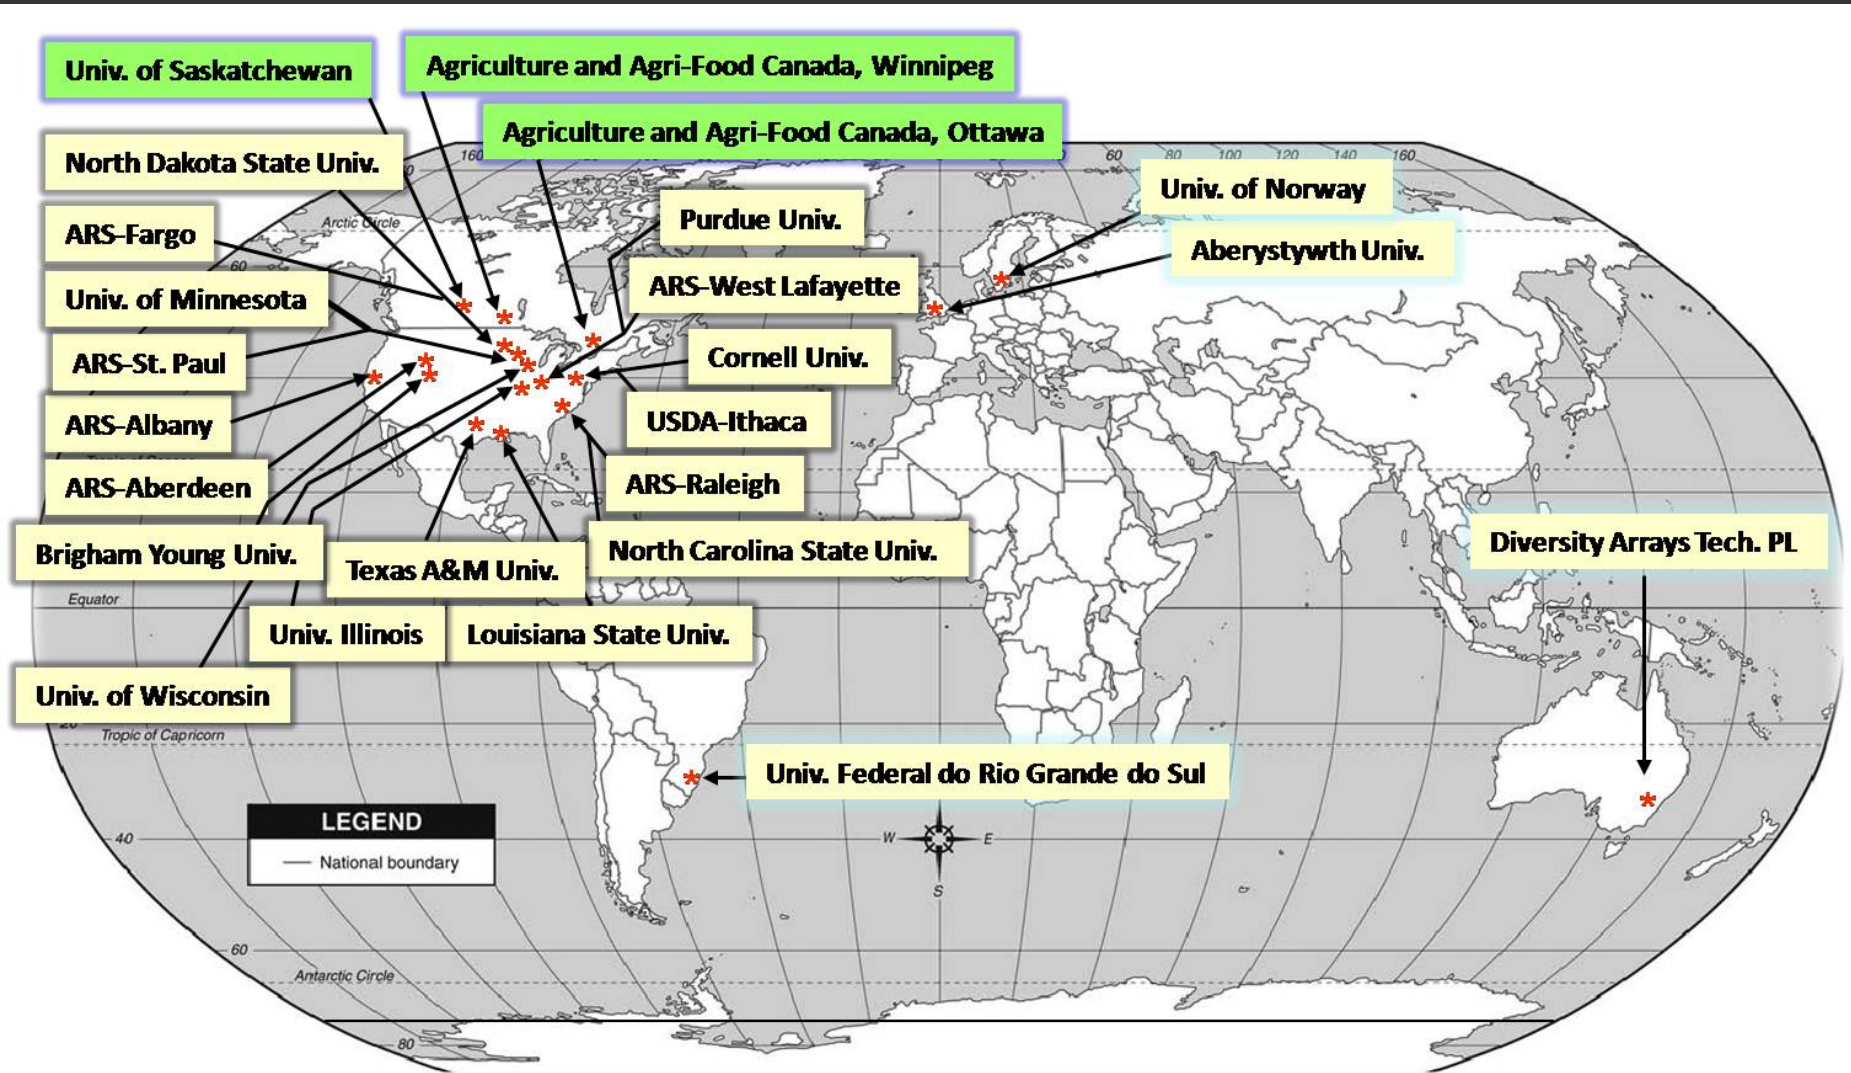 Univ. of Saskatchewan
Agriculture and Agri-Food Canada, Winnipeg
Agriculture and Agri-Food Canada, Ottawa
North Dakota State Univ.
160
60
80
100
120
140
160
Univ. of Norway
Purdue Univ.
Arctic Circle
ARS-Fargo
Aberystywth Univ.
60
ARS-West Lafayette
Univ. of Minnesota
ARS-St. Paul
Cornell Univ.
ARS-Albany
USDA-Ithaca
ARS-Aberdeen
ARS-Raleigh
Brigham Young Univ.
Texas A&M Univ.
North Carolina State Univ.
Diversity Arrays Tech. PL
Equator
Univ. Illinois
Louisiana State Univ.
Univ. of Wisconsin
20
Tropic of Capricorn
Univ. Federal do Rio Grande do Sul
LEGEND
National boundary
40
W
E
S
60
Antarctic Circle
80